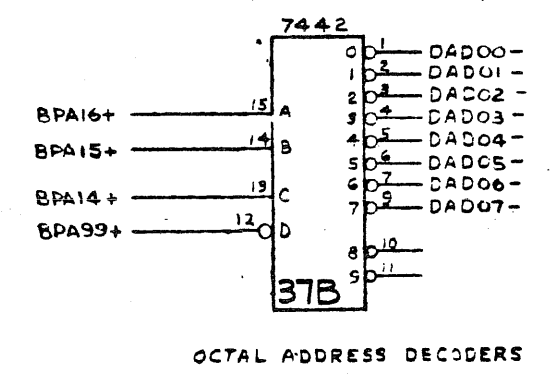 7442
BPA16+ 15 A
BPA15+ 14 B
BPA14+ 13 C
BPA99+ 12 D
0 1 DAD00-
1 2 DAD01-
2 3 DAD02-
3 4 DAD03-
4 5 DAD04-
5 6 DAD05-
6 7 DAD06-
7 9 DAD07-
8 10
9 11
37B
OCTAL ADDRESS DECODERS